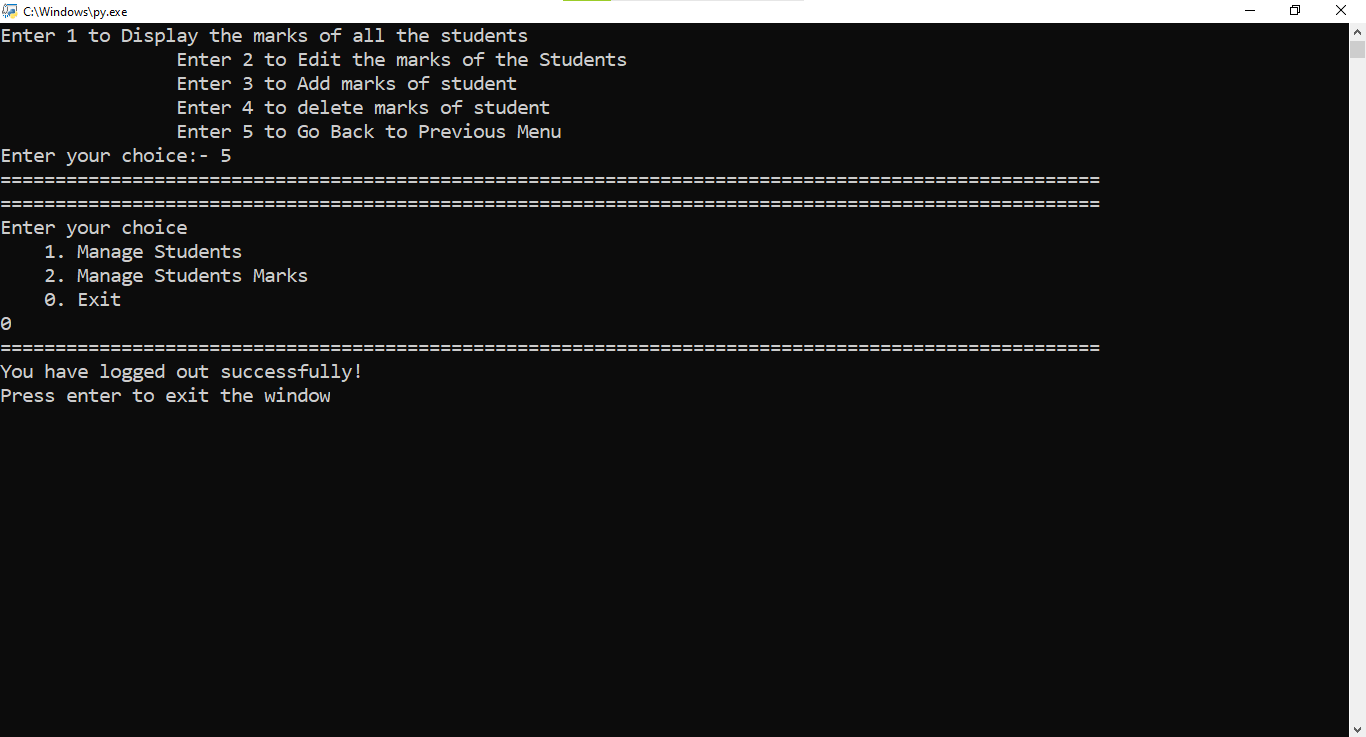 C:\Windows\py.exe
Enter 1 to Display the marks of all the students
Enter 2 to Edit the marks of the Students
Enter 3 to Add marks of student
Enter 4 to delete marks of student
Enter 5 to Go Back to Previous Menu
Enter your choice:- 5
====================================================================================================
====================================================================================================
Enter your choice
1. Manage Students
2. Manage Students Marks
0. Exit
0
====================================================================================================
You have logged out successfully!
Press enter to exit the window